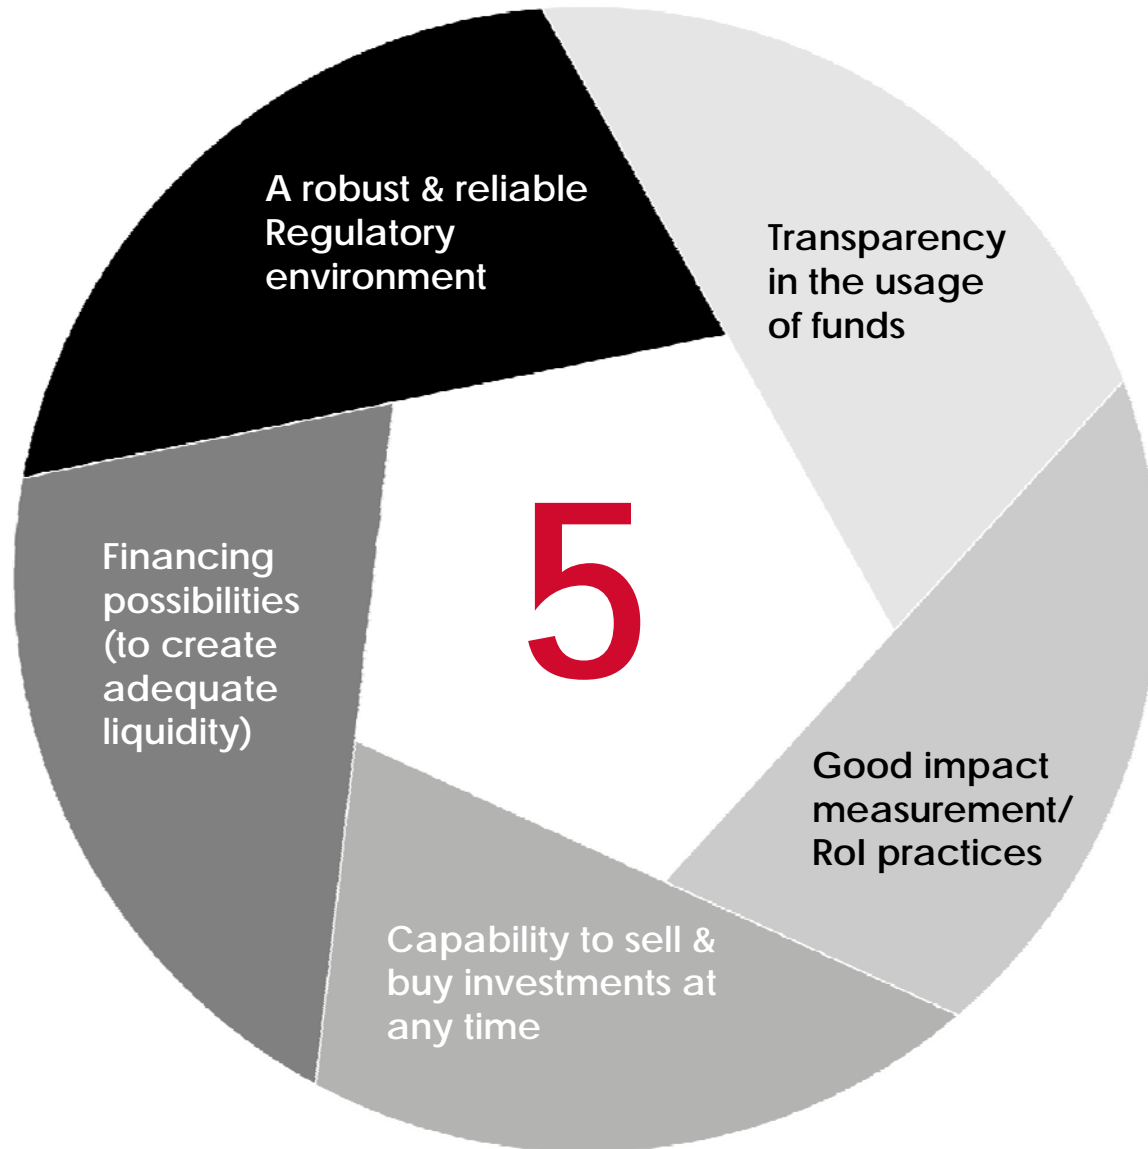 A robust & reliable
Regulatory
environment
Transparency
in the usage
of funds
5
Financing
possibilities
(to create
adequate
liquidity)
Good impact
measurement/
RoI practices
Capability to sell &
buy investments at
any time